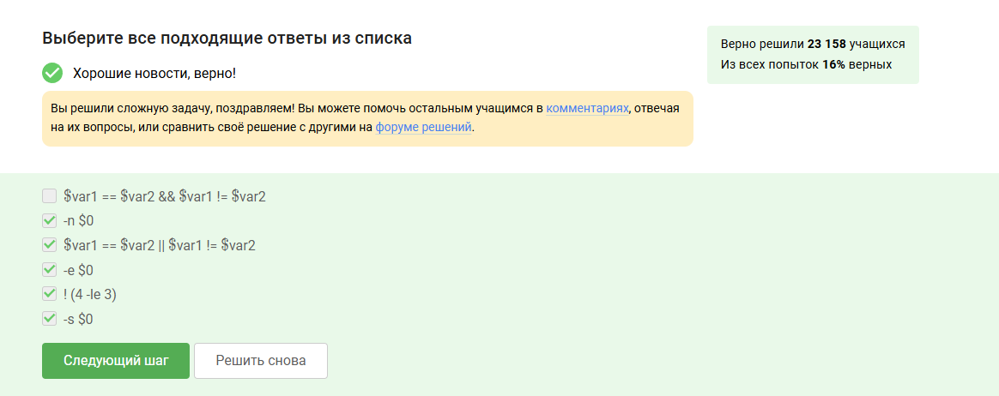 Выберите все подходящие ответы из списка
Верно решили 23 158 учащихся
Из всех попыток 16% верных
Хорошие новости, верно!
Вы решили сложную задачу, поздравляем! Вы можете помочь остальным учащимся в комментариях, отвечая
на их вопросы, или сравнить своё решение с другими на форуме решений.
$var1 == $var2 && $var1 != $var2
-n $0
$var1 == $var2 || $var1 != $var2
-e $0
! (4 -le 3)
-s $0
Следующий шаг
Решить снова